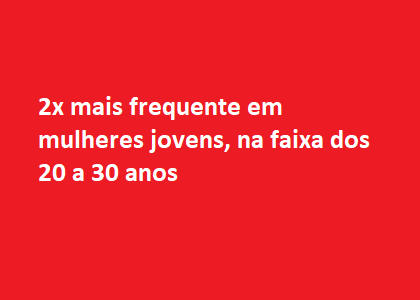 2x mais frequente em
mulheres jovens, na faixa dos
20 a 30 anos